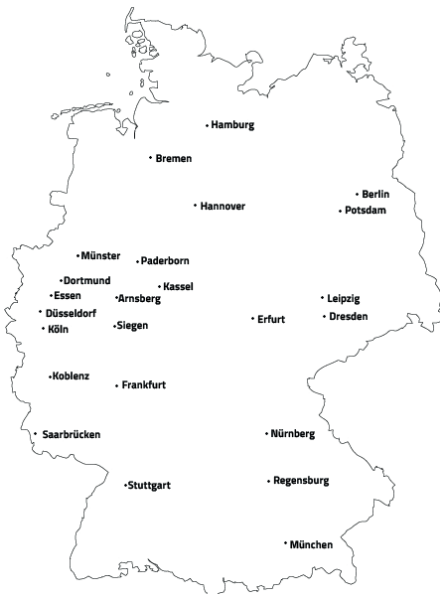 Hamburg
Bremen
Berlin
Hannover
Potsdam
Münster
Paderborn
Dortmund
Kassel
Essen
Arnsberg
Leipzig
Düsseldorf
Dresden
Erfurt
Köln
Siegen
Koblenz
Frankfurt
Saarbrücken
Nürnberg
Stuttgart
Regensburg
München